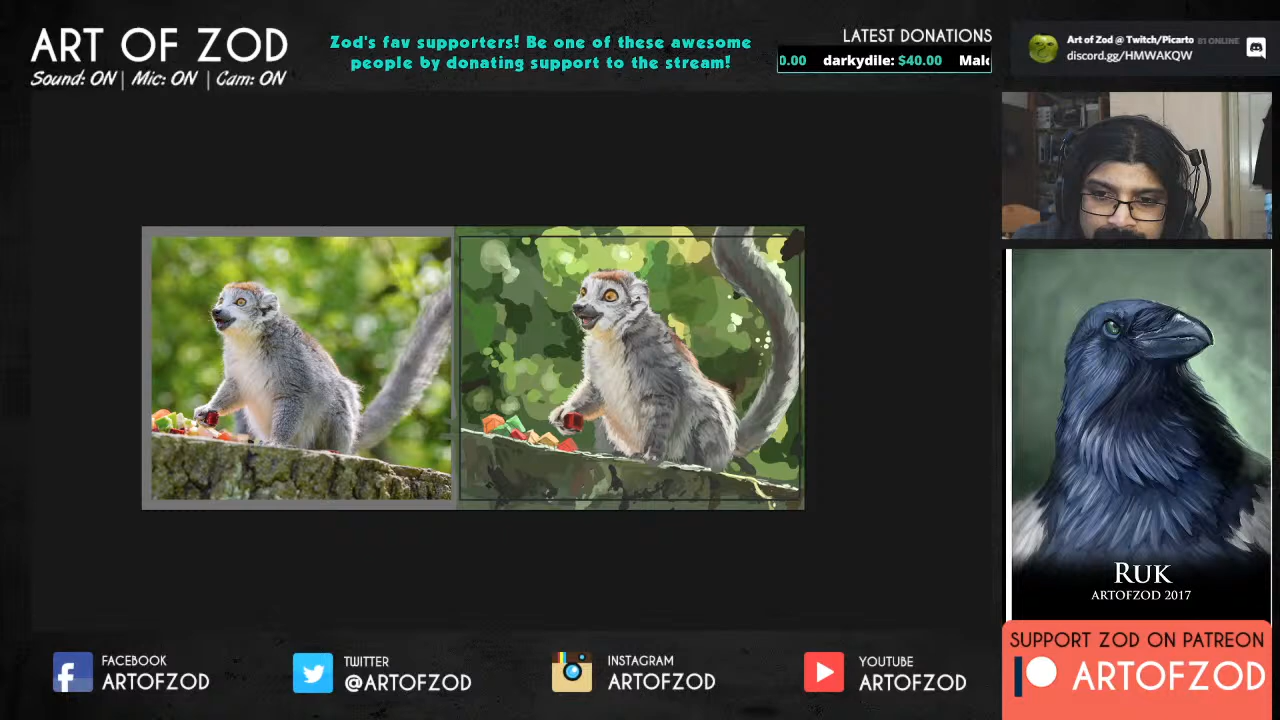 ART OF ZOD
Sound: ON | Mic: ON | Cam: ON
Zod's fav supporters! Be one of these awesome
people by donating support to the stream!
LATEST DONATIONS
0.00 darkydile: $40.00
Art of Zod @ Twitch/Picarto
discord.gg/HMWAKQW
RUK
ARTOFZOD 2017
SUPPORT ZOD ON PATREON
ARTOFZOD
FACEBOOK
ARTOFZOD
TWITTER
@ARTOFZOD
INSTAGRAM
ARTOFZOD
YOUTUBE
ARTOFZOD